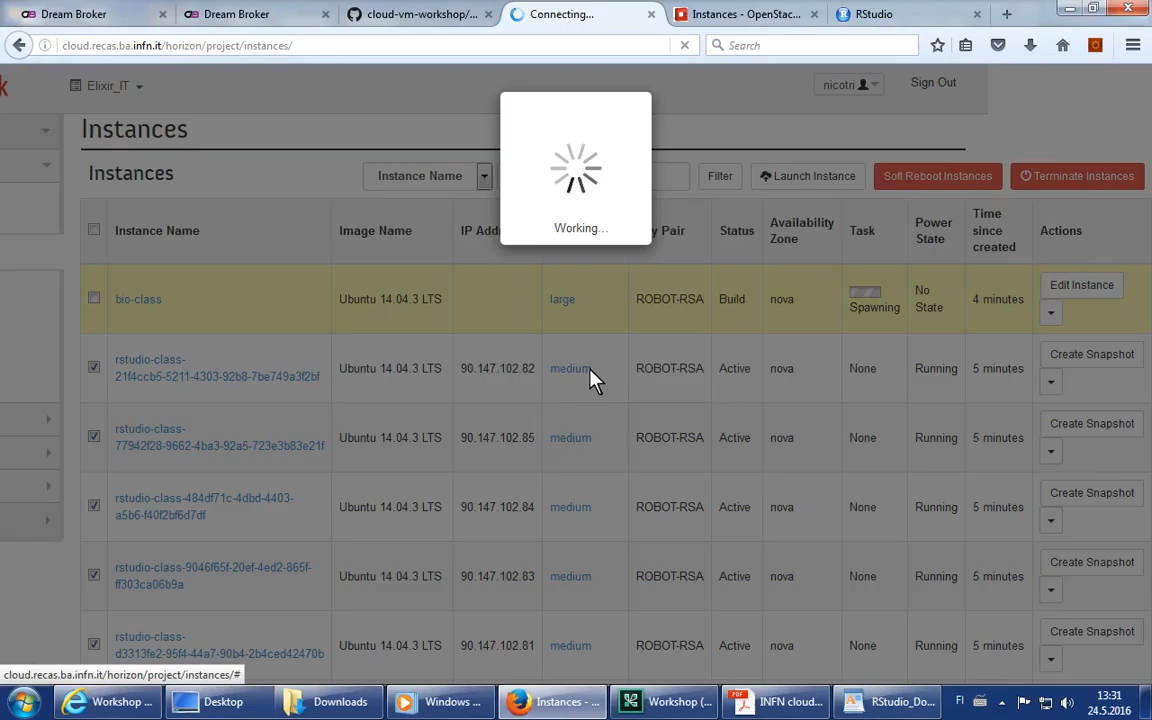 Dream Broker
Dream Broker
cloud-vm-workshop/...
Connecting...
Instances - OpenStac...
RStudio
cloud.recas.ba.infn.it/horizon/project/instances/
Search
k
Elixir_IT
nicotri
Sign Out
Instances
Instances
Instance Name
Filter
Launch Instance
Soft Reboot Instances
Terminate Instances
Working...
Instance Name
Image Name
IP Add
y Pair
Status
Availability Zone
Task
Power State
Time since created
Actions
bio-class
Ubuntu 14.04.3 LTS
large
ROBOT-RSA
Build
nova
Spawning
No State
4 minutes
Edit Instance
rstudio-class-
21f4ccb5-5211-4303-92b8-7be749a3f2bf
Ubuntu 14.04.3 LTS
90.147.102.82
medium
ROBOT-RSA
Active
nova
None
Running
5 minutes
Create Snapshot
rstudio-class-
77942f28-9662-4ba3-92a5-723e3b83e21f
Ubuntu 14.04.3 LTS
90.147.102.85
medium
ROBOT-RSA
Active
nova
None
Running
5 minutes
Create Snapshot
rstudio-class-484df71c-4dbd-4403-
a5b6-f40f2bf6d7df
Ubuntu 14.04.3 LTS
90.147.102.84
medium
ROBOT-RSA
Active
nova
None
Running
5 minutes
Create Snapshot
rstudio-class-9046f65f-20ef-4ed2-865f-
ff303ca06b9a
Ubuntu 14.04.3 LTS
90.147.102.83
medium
ROBOT-RSA
Active
nova
None
Running
5 minutes
Create Snapshot
rstudio-class-
d3313fe2-95f4-44a7-90b4-2b4ced42470b
Ubuntu 14.04.3 LTS
90.147.102.81
medium
ROBOT-RSA
Active
nova
None
Running
5 minutes
Create Snapshot
cloud.recas.ba.infn.it/horizon/project/instances/#
Workshop ...
Desktop
Downloads
Windows ...
Instances - ...
Workshop (...
INFN cloud...
RStudio_Do...
FI
13:31
24.5.2016